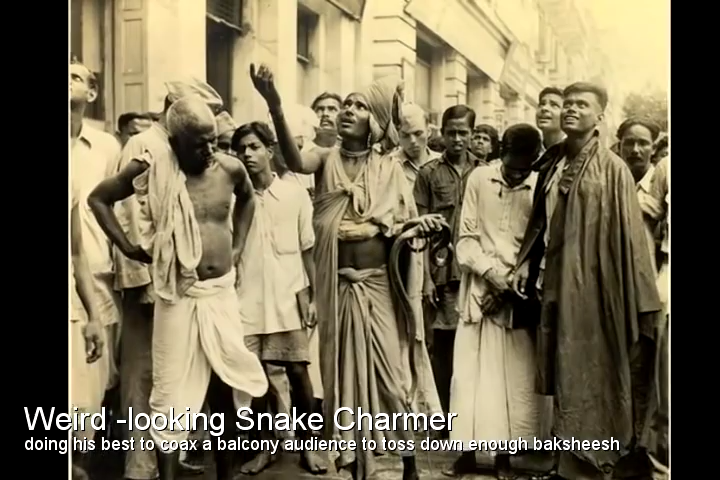 Weird -looking Snake Charmer
doing his best to coax a balcony audience to toss down enough baksheesh